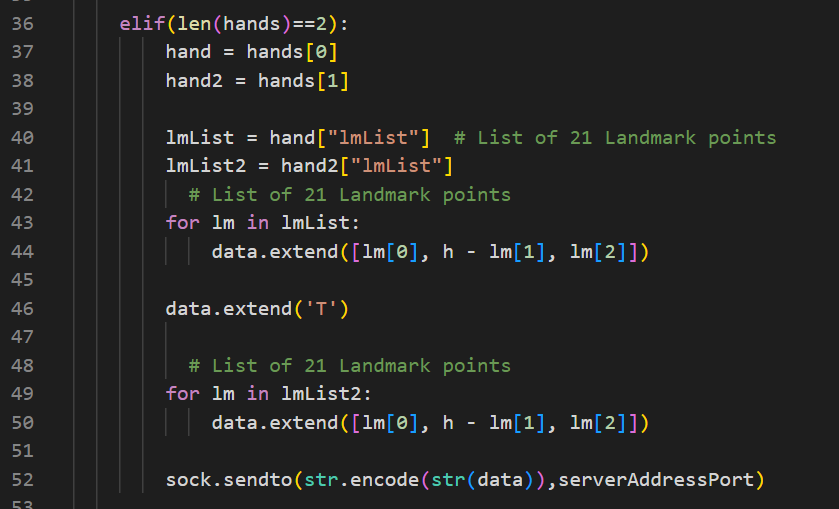 36 elif(len(hands)==2):
37 hand = hands[0]
38 hand2 = hands[1]
39
40 lmList = hand["lmList"]  # List of 21 Landmark points
41 lmList2 = hand2["lmList"]
42 # List of 21 Landmark points
43 for lm in lmList:
44 data.extend([lm[0], h - lm[1], lm[2]])
45
46 data.extend('T')
47
48 # List of 21 Landmark points
49 for lm in lmList2:
50 data.extend([lm[0], h - lm[1], lm[2]])
51
52 sock.sendto(str.encode(str(data)),serverAddressPort)
53